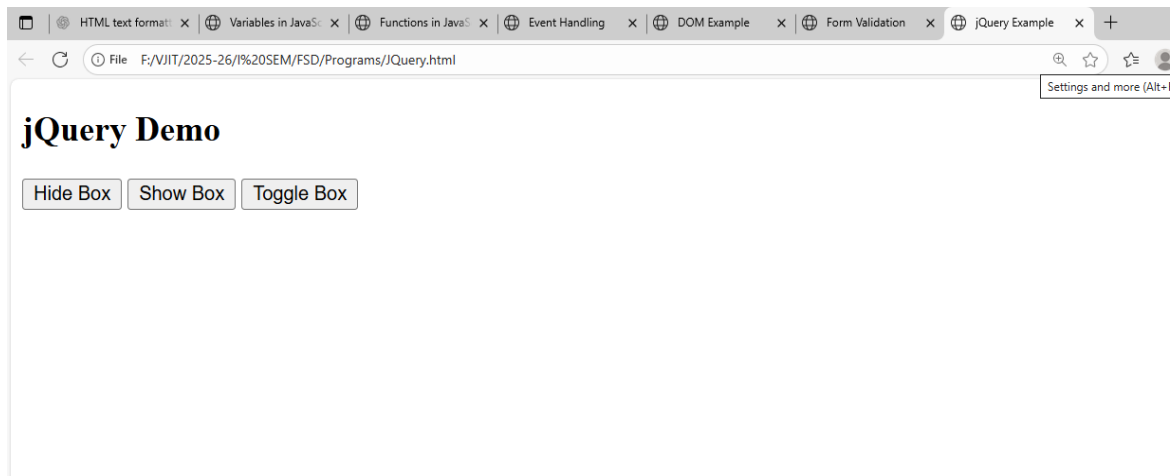 HTML text formatt
Variables in JavaSc
Functions in JavaS
Event Handling
DOM Example
Form Validation
jQuery Example
File F:/VJIT/2025-26/I%20SEM/FSD/Programs/JQuery.html
Settings and more (Alt+
jQuery Demo
Hide Box Show Box Toggle Box